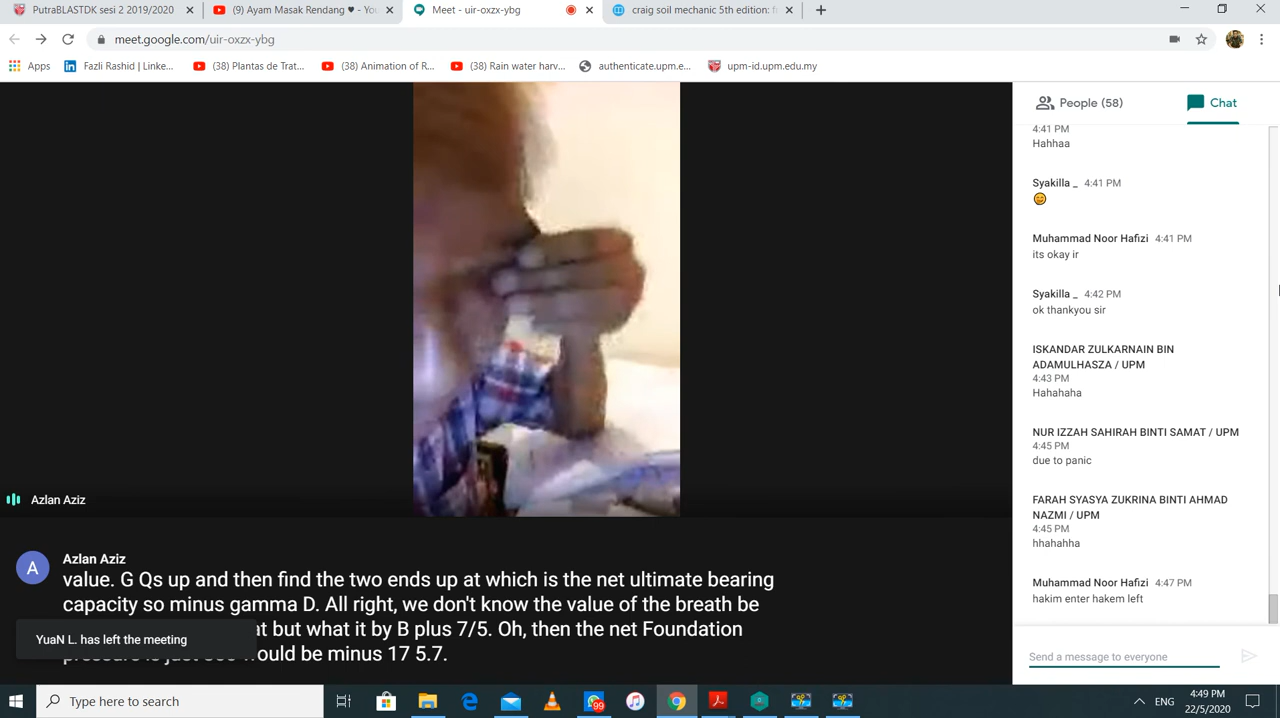 PutraBLASTDK sesi 2 2019/2020
(9) Ayam Masak Rendang ♥ - You
Meet - uir-oxzx-ybg
craig soil mechanic 5th edition: f
meet.google.com/uir-oxzx-ybg
Apps
Fazli Rashid | Linke...
(38) Plantas de Trat...
(38) Animation of R...
(38) Rain water harv...
authenticate.upm.e...
upm-id.upm.edu.my
People (58)
Chat
4:41 PM
Hahhaa
Syakilla _ 4:41 PM
Muhammad Noor Hafizi 4:41 PM
its okay ir
Syakilla _ 4:42 PM
ok thankyou sir
ISKANDAR ZULKARNAIN BIN
ADAMULHASZA / UPM
4:43 PM
Hahahaha
NUR IZZAH SAHIRAH BINTI SAMAT / UPM
4:45 PM
due to panic
FARAH SYASYA ZUKRINA BINTI AHMAD
NAZMI / UPM
4:45 PM
hhahahha
Muhammad Noor Hafizi 4:47 PM
hakim enter hakem left
Send a message to everyone
Azlan Aziz
A
Azlan Aziz
value. G Qs up and then find the two ends up at which is the net ultimate bearing
capacity so minus gamma D. All right, we don't know the value of the breath be
at but what it by B plus 7/5. Oh, then the net Foundation
would be minus 17 5.7.
YuaN L. has left the meeting
Type here to search
99
ENG
4:49 PM
22/5/2020